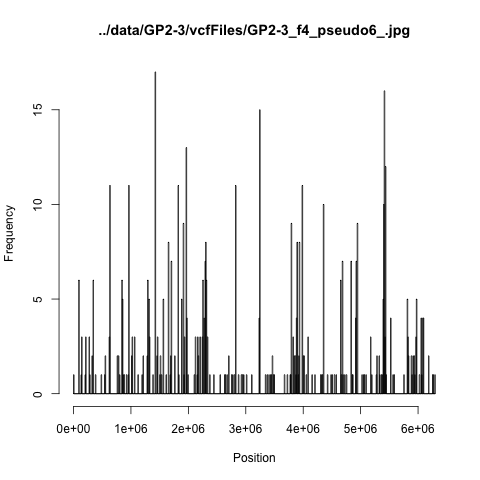 ../data/GP2-3/vcfFiles/GP2-3_f4_pseudo6_.jpg
15
10
5
0
Frequency
0e+00 1e+06 2e+06 3e+06 4e+06 5e+06 6e+06
Position